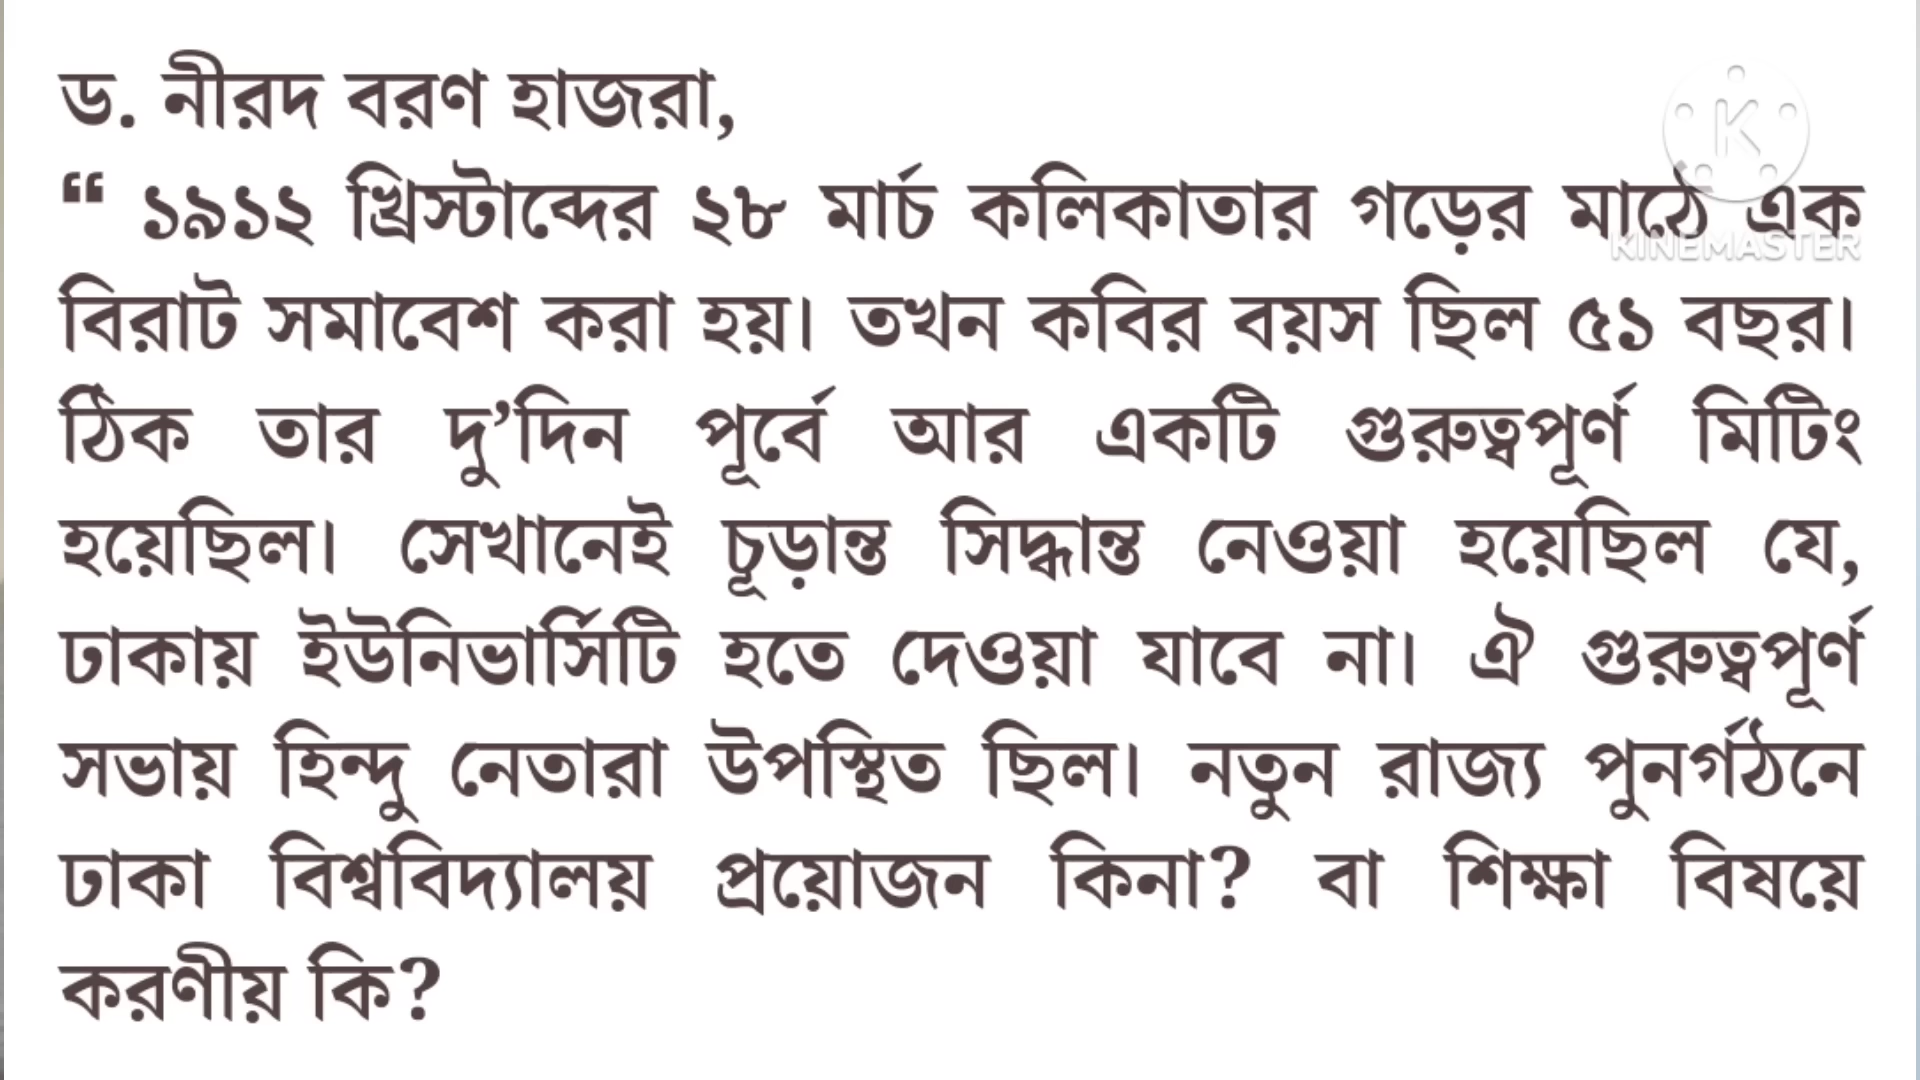 ড. নীরদ বরণ হাজরা,
“ ১৯১২ খ্রিস্টাব্দের ২৮ মার্চ কলিকাতার গড়ের মাঠে এক
বিরাট সমাবেশ করা হয়। তখন কবির বয়স ছিল ৫১ বছর।
ঠিক তার দু’দিন পূর্বে আর একটি গুরুত্বপূর্ণ মিটিং
হয়েছিল। সেখানেই চূড়ান্ত সিদ্ধান্ত নেওয়া হয়েছিল যে,
ঢাকায় ইউনিভার্সিটি হতে দেওয়া যাবে না। ঐ গুরুত্বপূর্ণ
সভায় হিন্দু নেতারা উপস্থিত ছিল। নতুন রাজ্য পুনর্গঠনে
ঢাকা বিশ্ববিদ্যালয় প্রয়োজন কিনা? বা শিক্ষা বিষয়ে
করণীয় কি?
K
KINEMASTER